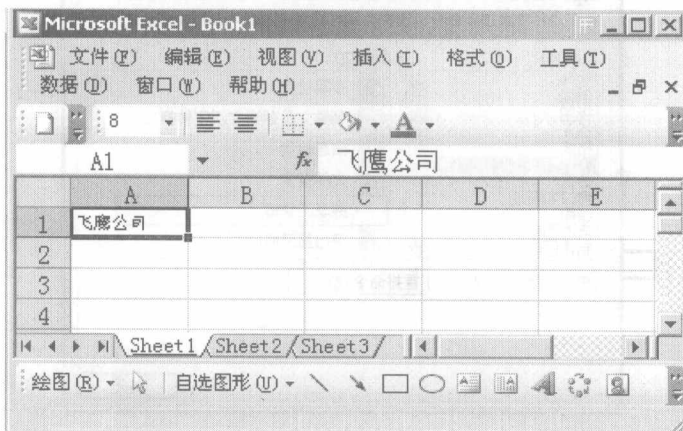 Microsoft Excel - Book1
文件(F) 编辑(E) 视图(V) 插入(I) 格式(O) 工具(T)
数据(D) 窗口(W) 帮助(H)
8
A
A1 fx 飞鹰公司
A B C D E
1 飞鹰公司
2
3
4
Sheet1 Sheet2 Sheet3
绘图(R) 自选图形(U)